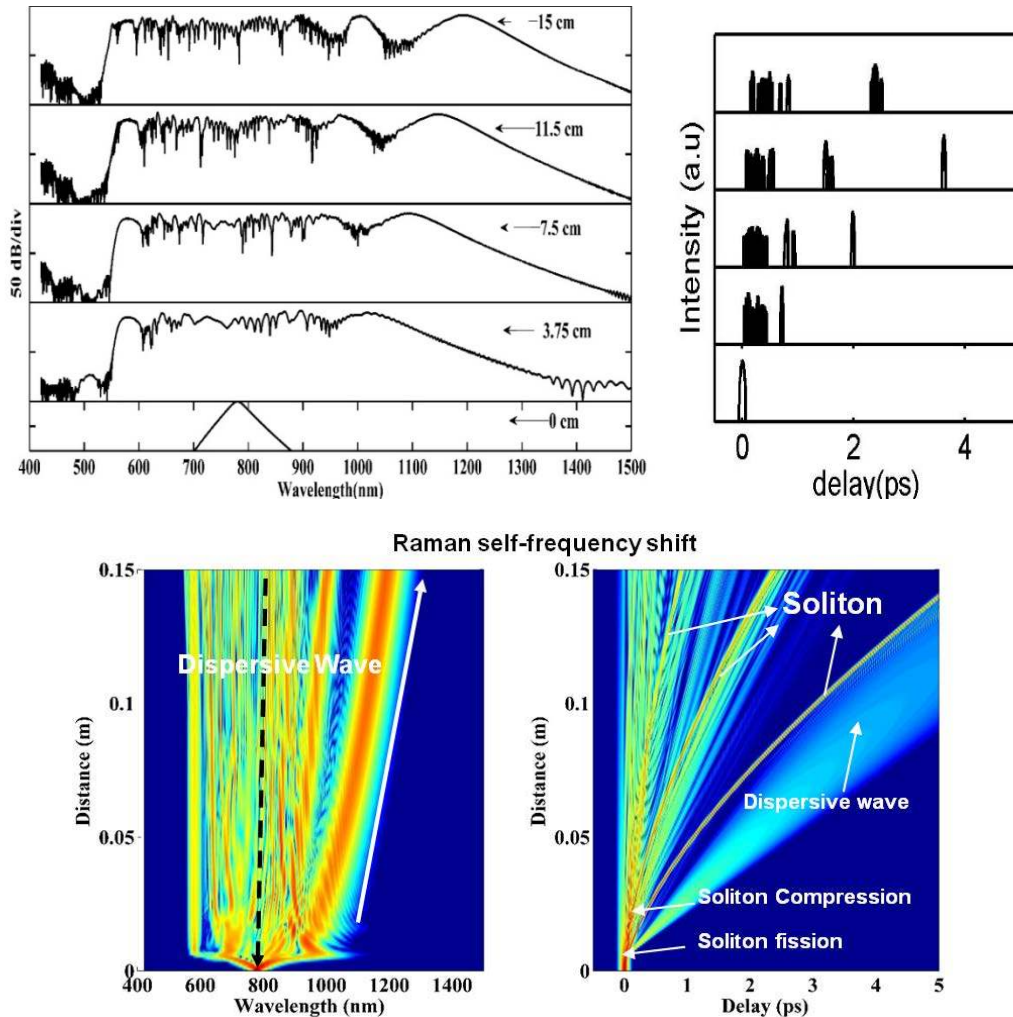 50 dB/div
15 cm
11.5 cm
7.5 cm
3.75 cm
0 cm
400 500 600 700 800 900 1000 1100 1200 1300 1400 1500
Wavelength(nm)
Intensity (a.u)
0 2 4
delay(ps)
Raman self-frequency shift
Distance (m)
0.15
0.1
0.05
0
Dispersive Wave
400 600 800 1000 1200 1400
Wavelength (nm)
Distance (m)
0.15
0.1
0.05
0
Soliton
Dispersive wave
Soliton Compression
Soliton fission
0 1 2 3 4 5
Delay (ps)